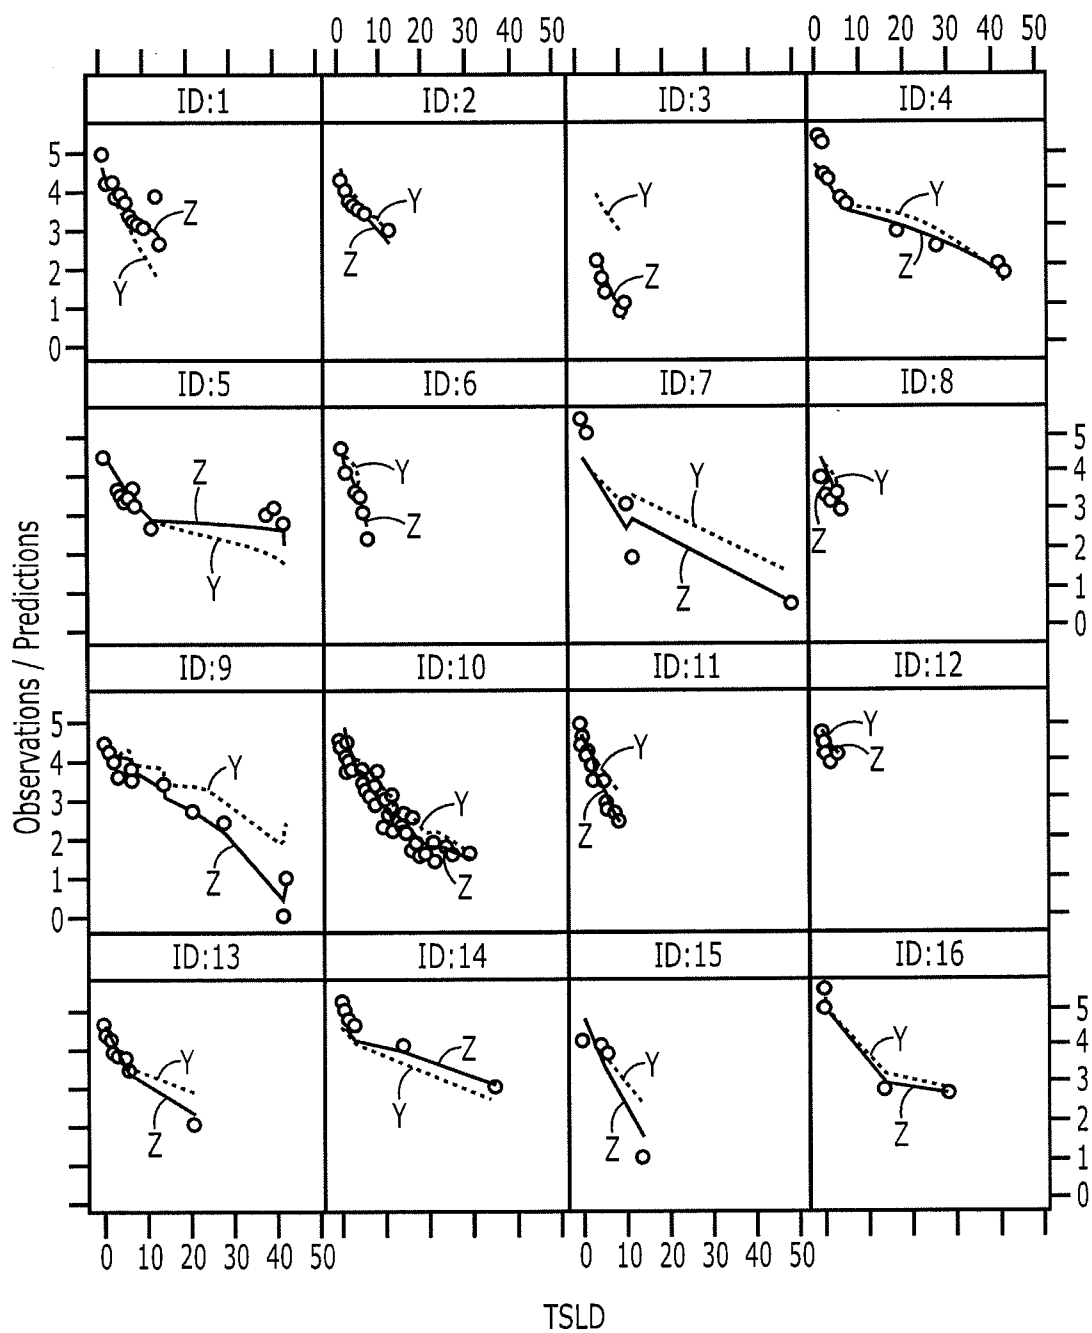 0 10 20 30 40 50 0 10 20 30 40 50
ID:1 ID:2 ID:3 ID:4
5
4
3
2
1
0
Z
Y
Y
Z
Y
Z
Y
Z
ID:5 ID:6 ID:7 ID:8
Z
Y
Y
Z
Y
Z
Y
Z
5
4
3
2
1
0
Observations / Predictions
ID:9 ID:10 ID:11 ID:12
5
4
3
2
1
0
Y
Z
Y
Z
Y
Z
Y
Z
ID:13 ID:14 ID:15 ID:16
Y
Z
Z
Y
Y
Z
Y
Z
5
4
3
2
1
0
0 10 20 30 40 50 0 10 20 30 40 50
TSLD